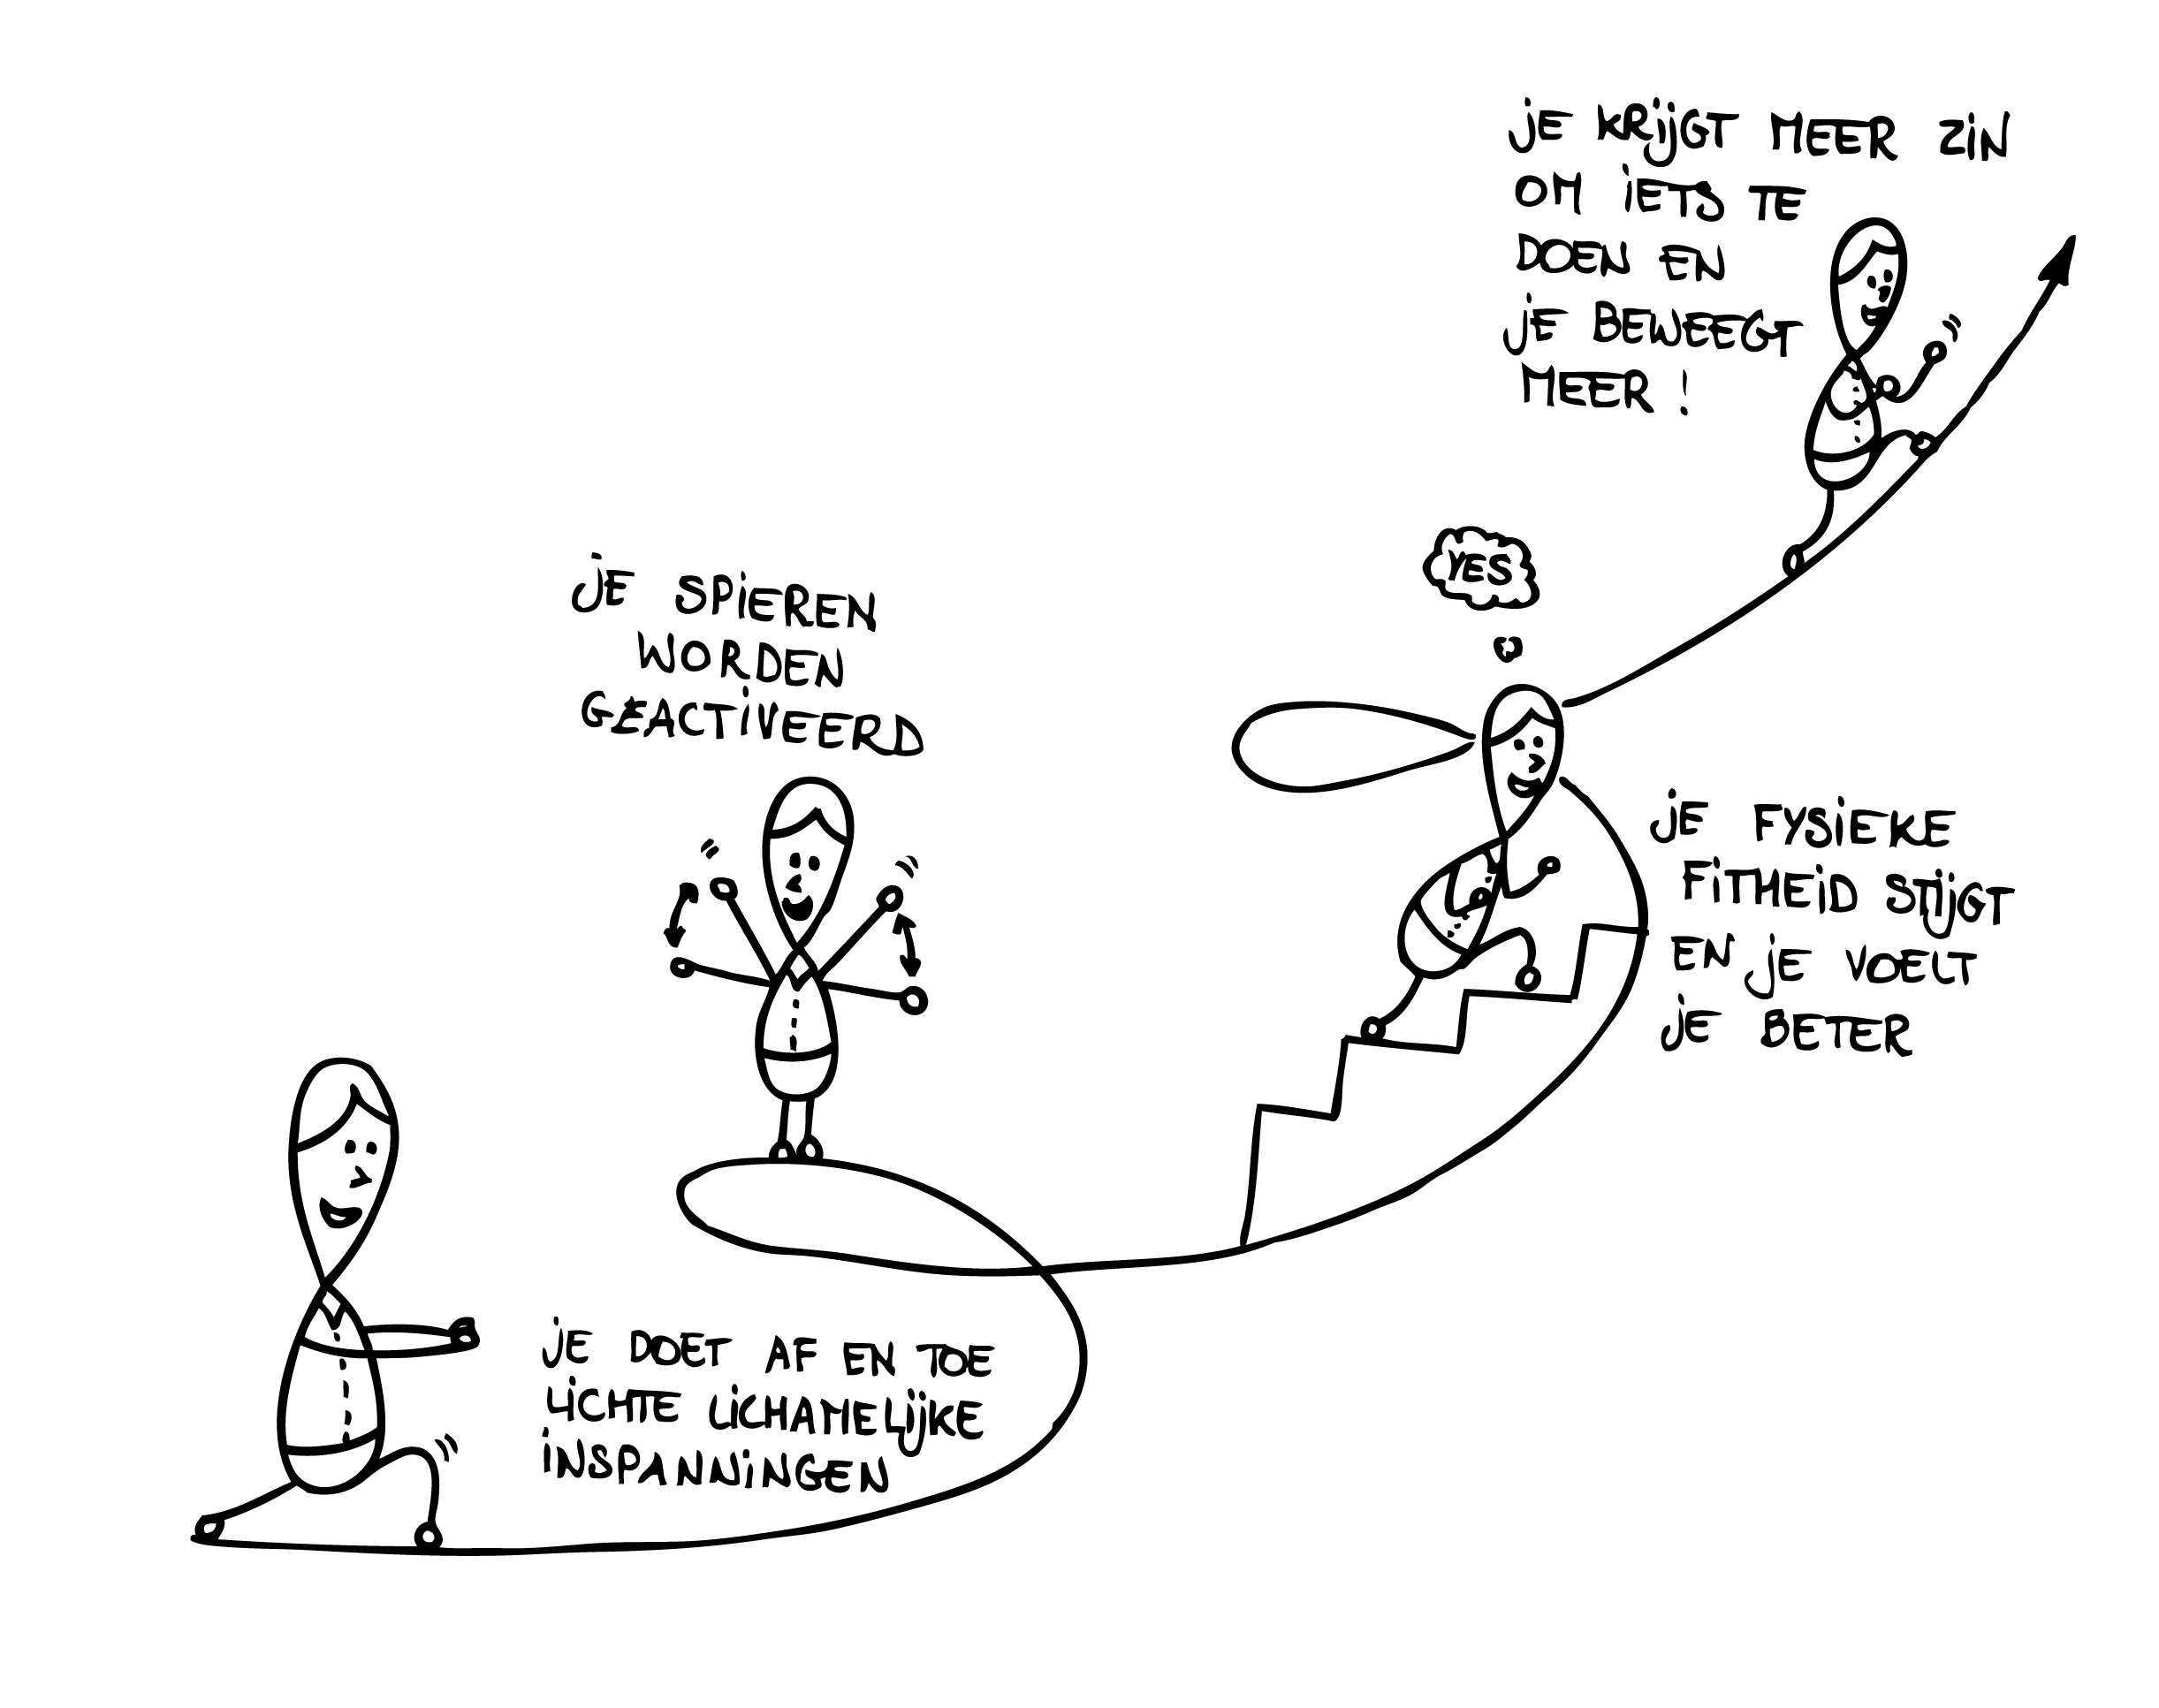 JE KRIJGT MEER ZIN
OM IETS TE
DOEN EN
JE BEWEEGT
MEER !
YES
JE SPIEREN
WORDEN
GEACTIVEERD
JE FYSIEKE
FITHEID STIJGT
EN JE VOELT
JE BETER
JE DOET AF EN TOE
LICHTE LICHAMELIJKE
INSPANNINGEN